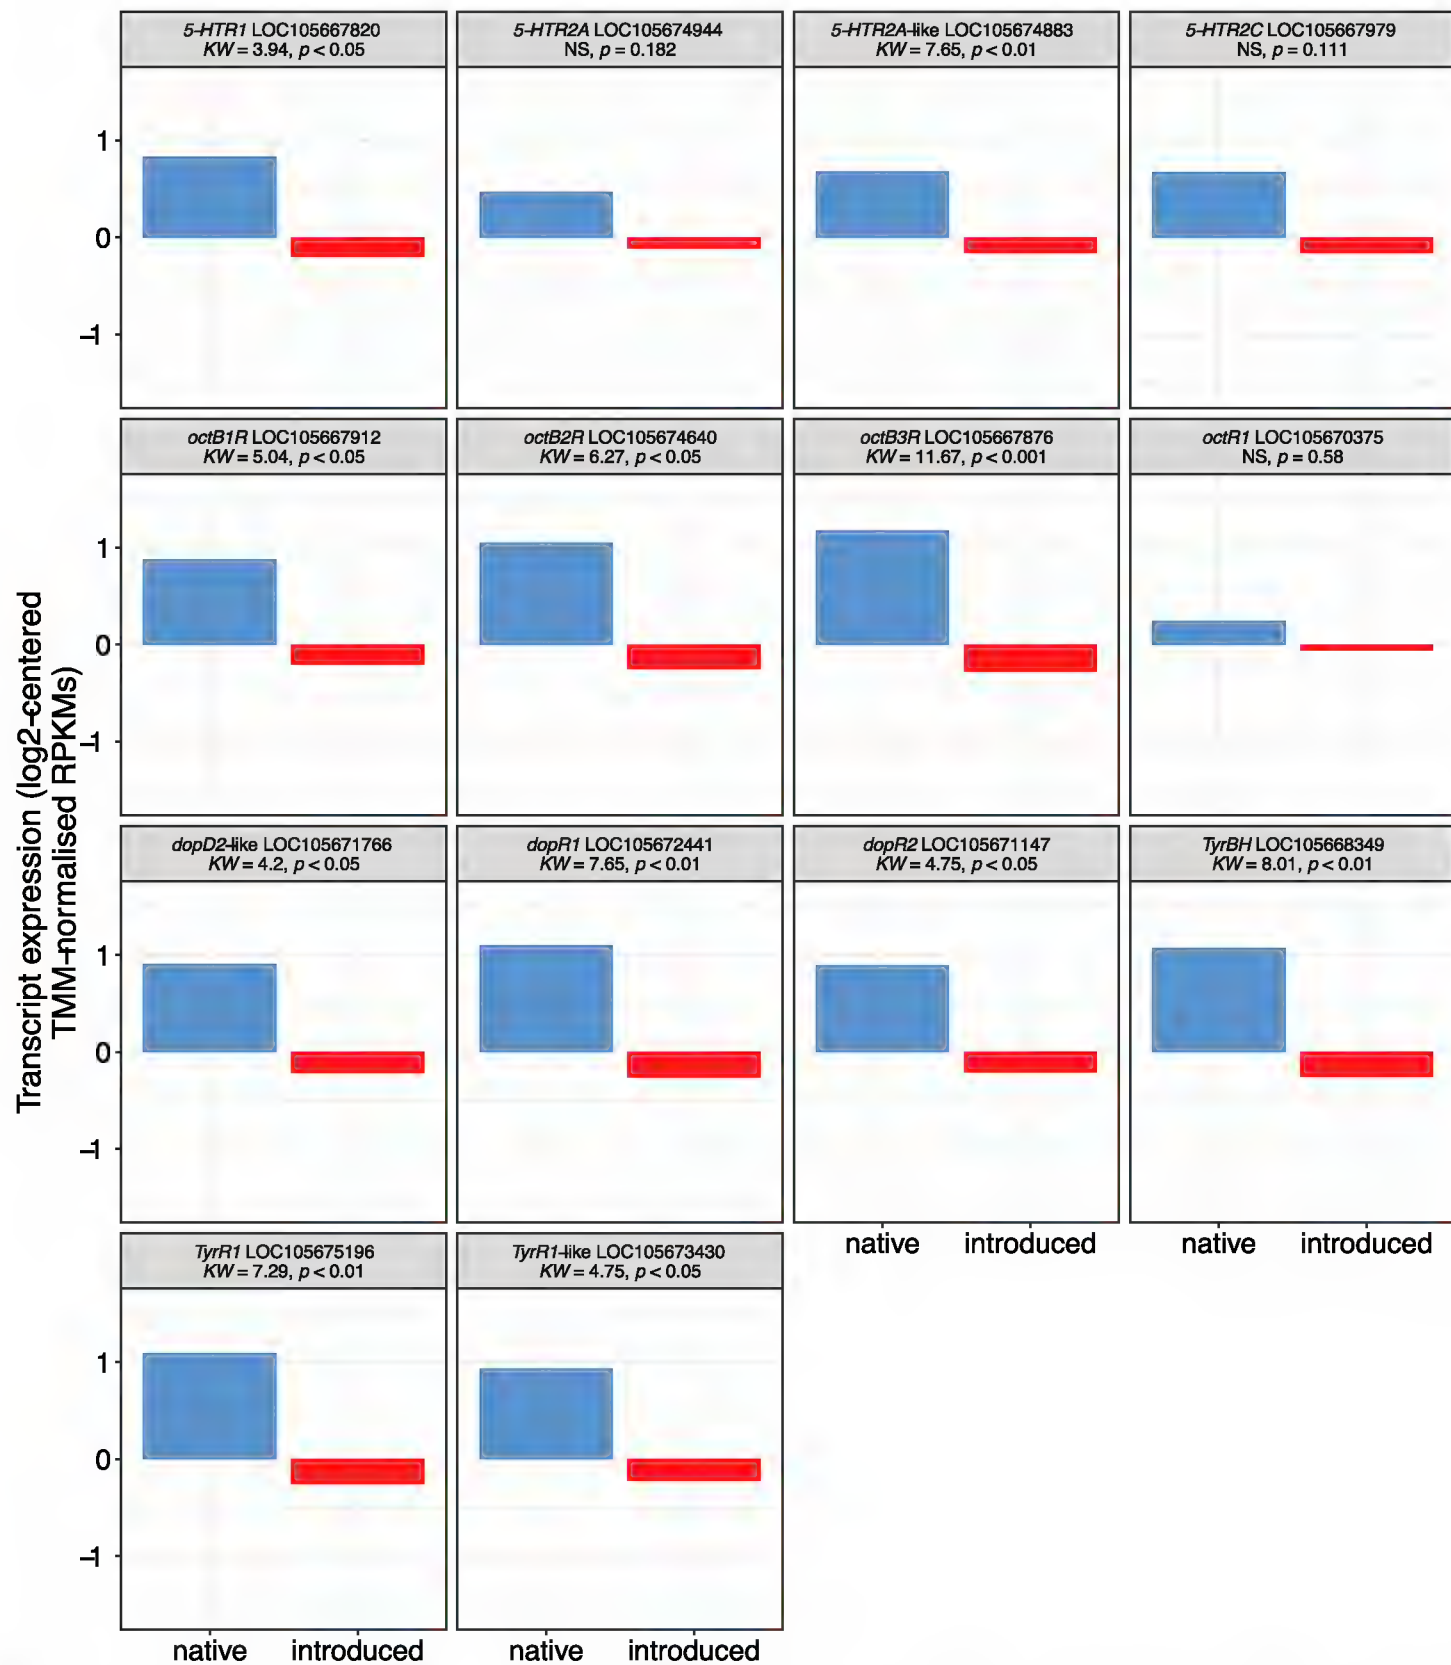 5-HTR1 LOC105667820
KW = 3.94, p < 0.05
5-HTR2A LOC105674944
NS, p = 0.182
5-HTR2A-like LOC105674883
KW = 7.65, p < 0.01
5-HTR2C LOC105667979
NS, p = 0.111
1
0
–1
octB1R LOC105667912
KW = 5.04, p < 0.05
octB2R LOC105674640
KW = 6.27, p < 0.05
octB3R LOC105667876
KW = 11.67, p < 0.001
octR1 LOC105670375
NS, p = 0.58
1
0
–1
Transcript expression (log2-centered
TMM-normalised RPKMs)
dopD2-like LOC105671766
KW = 4.2, p < 0.05
dopR1 LOC105672441
KW = 7.65, p < 0.01
dopR2 LOC105671147
KW = 4.75, p < 0.05
TyrBH LOC105668349
KW = 8.01, p < 0.01
1
0
–1
native introduced native introduced
TyrR1 LOC105675196
KW = 7.29, p < 0.01
TyrR1-like LOC105673430
KW = 4.75, p < 0.05
1
0
–1
native introduced native introduced